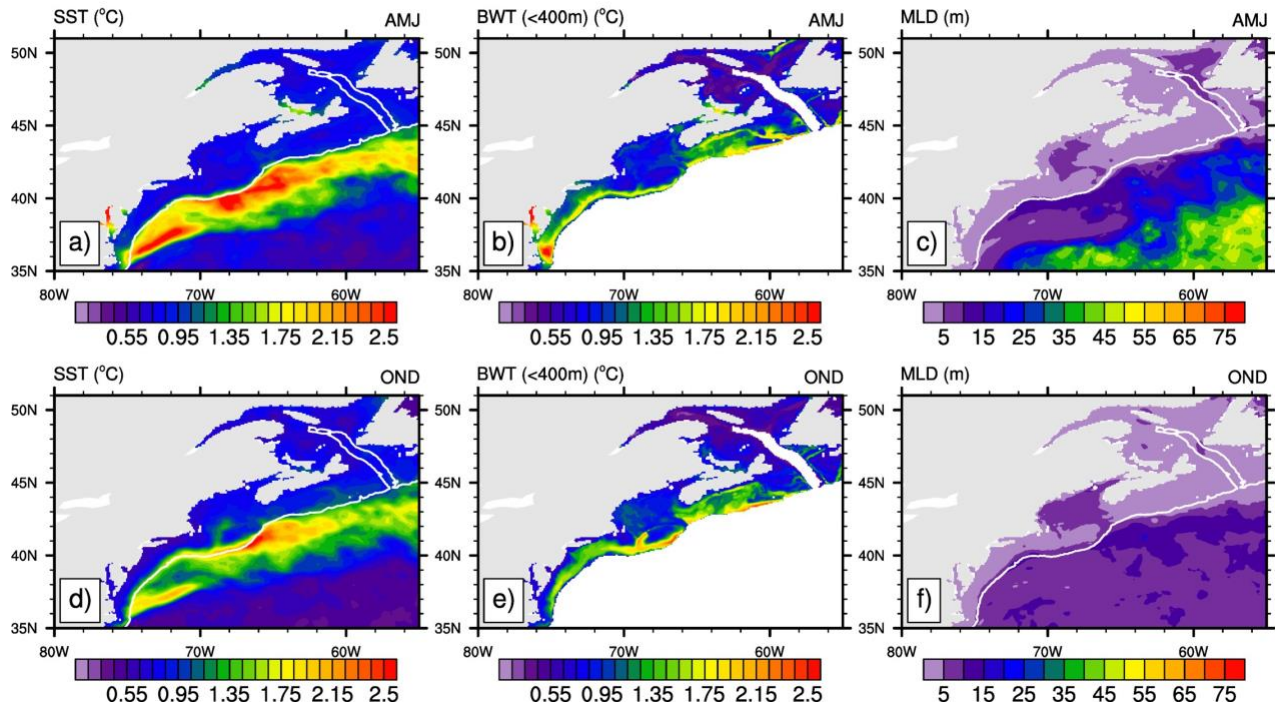 SST (°C) AMJ BWT (<400m) (°C) AMJ MLD (m) AMJ
50N 50N 50N
45N 45N 45N
40N 40N 40N
a) b) c)
35N 35N 35N
80W 70W 60W 80W 70W 60W 80W 70W 60W
0.55 0.95 1.35 1.75 2.15 2.5 0.55 0.95 1.35 1.75 2.15 2.5 5 15 25 35 45 55 65 75
SST (°C) OND BWT (<400m) (°C) OND MLD (m) OND
50N 50N 50N
45N 45N 45N
40N 40N 40N
d) e) f)
35N 35N 35N
80W 70W 60W 80W 70W 60W 80W 70W 60W
0.55 0.95 1.35 1.75 2.15 2.5 0.55 0.95 1.35 1.75 2.15 2.5 5 15 25 35 45 55 65 75